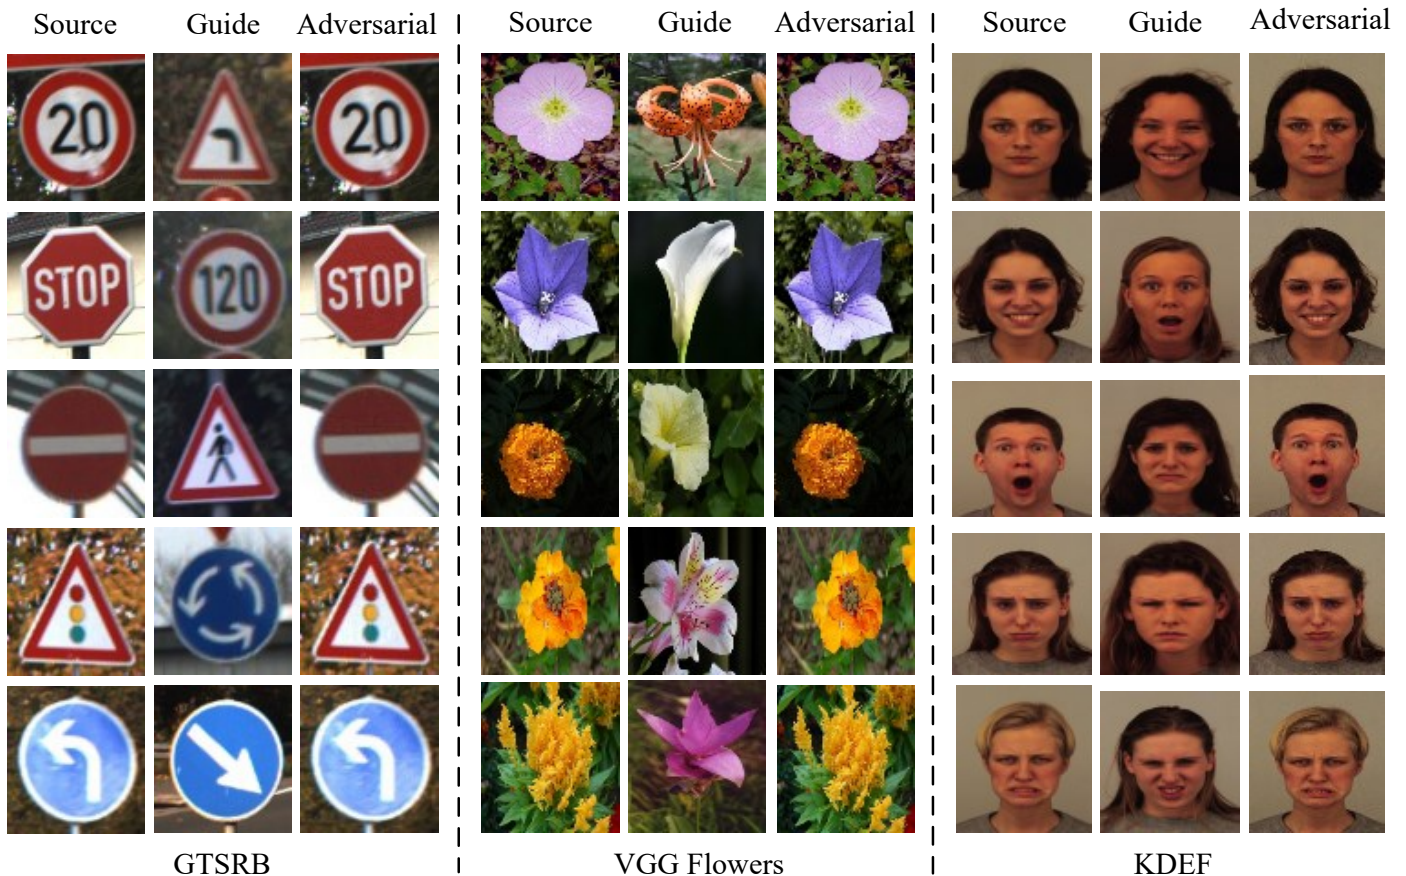 Source Guide Adversarial Source Guide Adversarial Source Guide Adversarial
20 20
STOP 120 STOP
GTSRB VGG Flowers KDEF